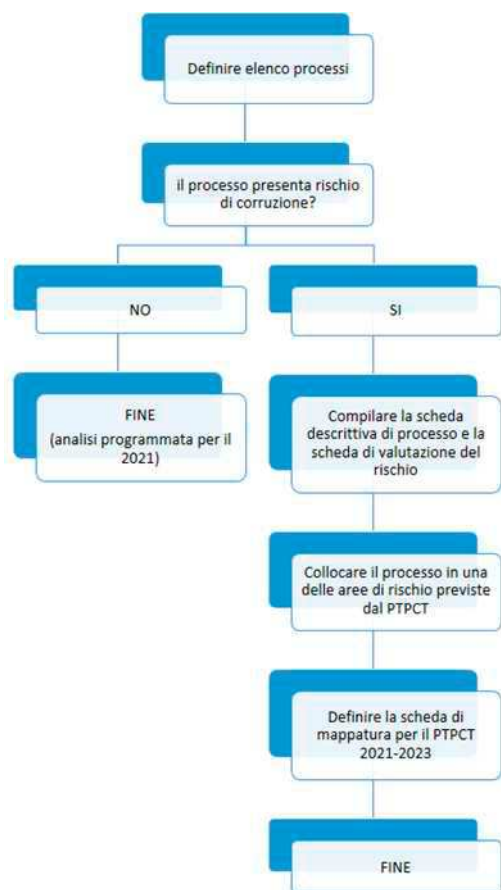 Definire elenco processi
il processo presenta rischio
di corruzione?
NO
SI
FINE
(analisi programmata per il
2021)
Compilare la scheda
descrittiva di processo e la
scheda di valutazione del
rischio
Collocare il processo in una
delle aree di rischio previste
dal PTPCT
Definire la scheda di
mappatura per il PTPCT
2021-2023
FINE